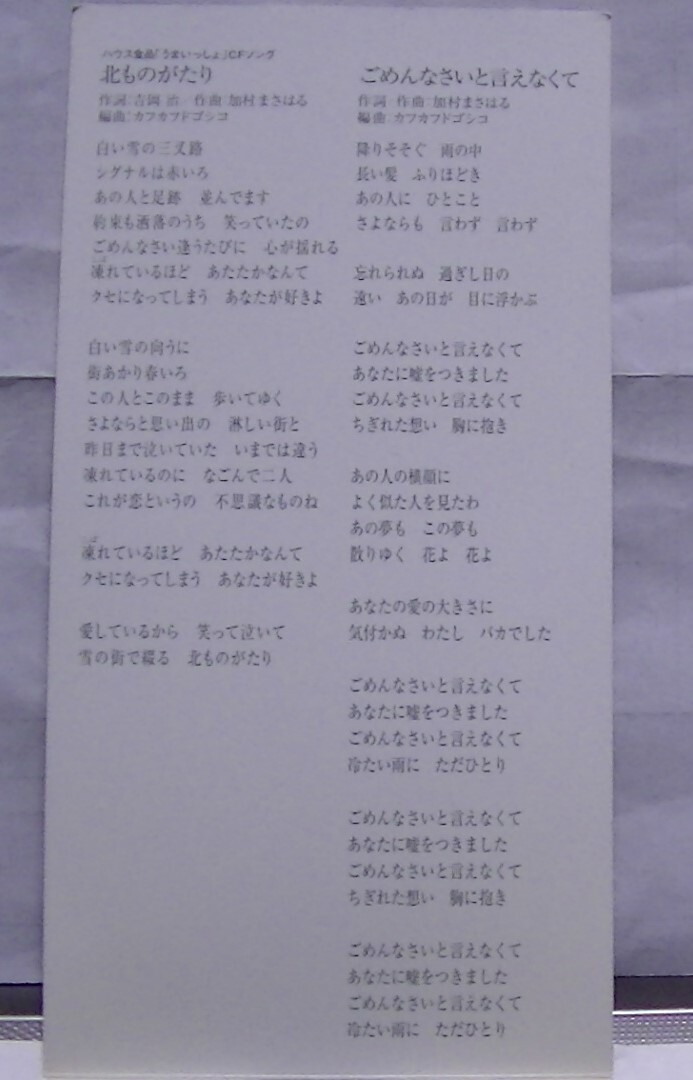 ハウス食品「うまいっしょ」CFソング
北ものがたり
作詞:吉岡 治 作曲:加村まさはる
編曲:カフカフドゴシコ
白い雪の三叉路
シグナルは赤いろ
あの人と足跡 並んでます
約束も洒落のうち 笑っていたの
ごめんなさい逢うたびに 心が揺れる
凍れているほど あたたかなんて
クセになってしまう あなたが好きよ
白い雪の向うに
街あかり春いろ
この人とこのまま 歩いてゆく
さよならと思い出の 淋しい街と
昨日まで泣いていた いまでは違う
凍れているのに なごんで二人
これが恋というの 不思議なものね
凍れているほど あたたかなんて
クセになってしまう あなたが好きよ
愛しているから 笑って泣いて
雪の街で綴る 北ものがたり
ごめんなさいと言えなくて
作詞・作曲:加村まさはる
編曲:カフカフドゴシコ
降りそそぐ 雨の中
長い髪 ふりほどき
あの人に ひとこと
さよならも 言わず 言わず
忘れられぬ 過ぎし日の
遠い あの日が 目に浮かぶ
ごめんなさいと言えなくて
あなたに嘘をつきました
ごめんなさいと言えなくて
ちぎれた想い 胸に抱き
あの人の横顔に
よく似た人を見たわ
あの夢も この夢も
散りゆく 花よ 花よ
あなたの愛の大きさに
気付かぬ わたし バカでした
ごめんなさいと言えなくて
あなたに嘘をつきました
ごめんなさいと言えなくて
冷たい雨に ただひとり
ごめんなさいと言えなくて
あなたに嘘をつきました
ごめんなさいと言えなくて
ちぎれた想い 胸に抱き
ごめんなさいと言えなくて
あなたに嘘をつきました
ごめんなさいと言えなくて
冷たい雨に ただひとり